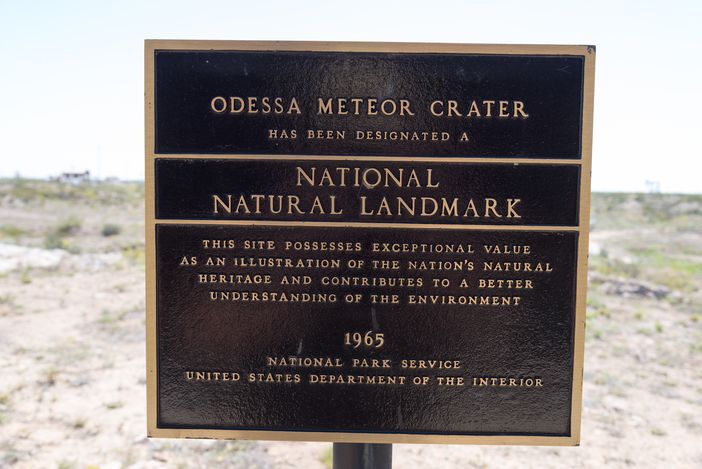 ODESSA METEOR CRATER
HAS BEEN DESIGNATED A
NATIONAL
NATURAL LANDMARK
THIS SITE POSSESSES EXCEPTIONAL VALUE
AS AN ILLUSTRATION OF THE NATION'S NATURAL
HERITAGE AND CONTRIBUTES TO A BETTER
UNDERSTANDING OF THE ENVIRONMENT
1965
NATIONAL PARK SERVICE
UNITED STATES DEPARTMENT OF THE INTERIOR